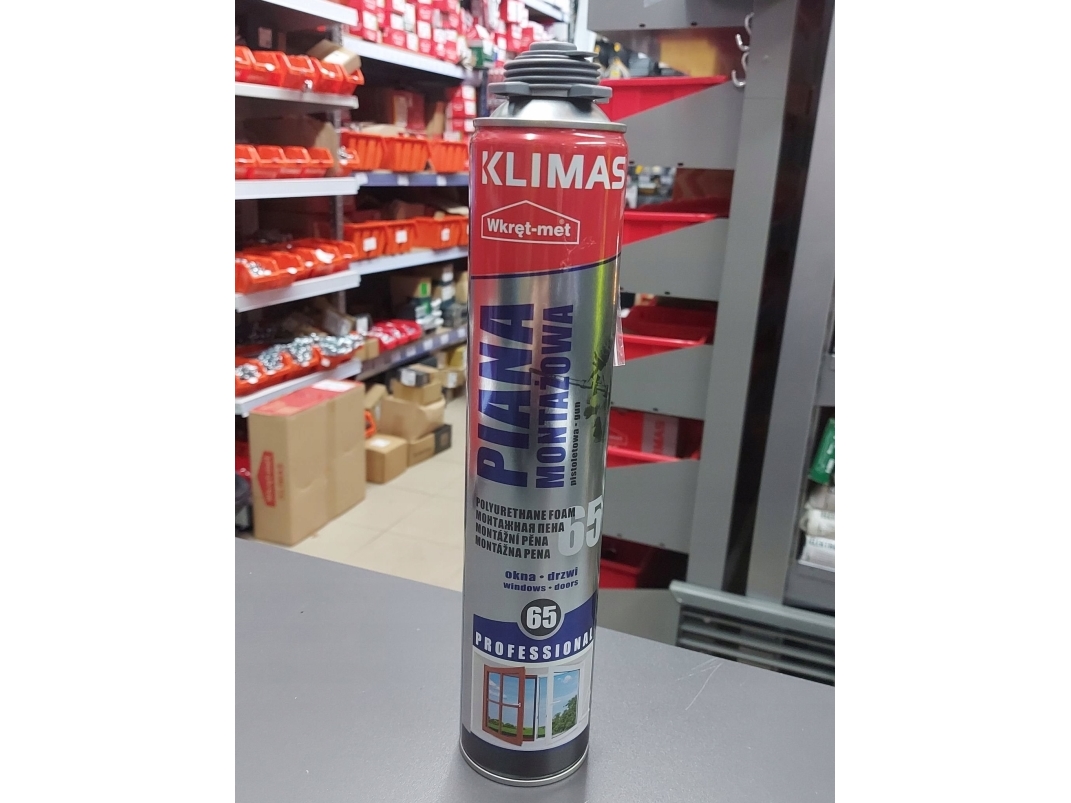 KLIMAS
Wkręt-met
PIANA
MONTAŻOWA
pistoletowa • gun
POLYURETHANE FOAM
МОНТАЖНАЯ ПЕНА
MONTÁŽNÍ PĚNA
MONTÁŽNA PENA
65
okna • drzwi
windows • doors
65
PROFESSIONAL
KLIMAS